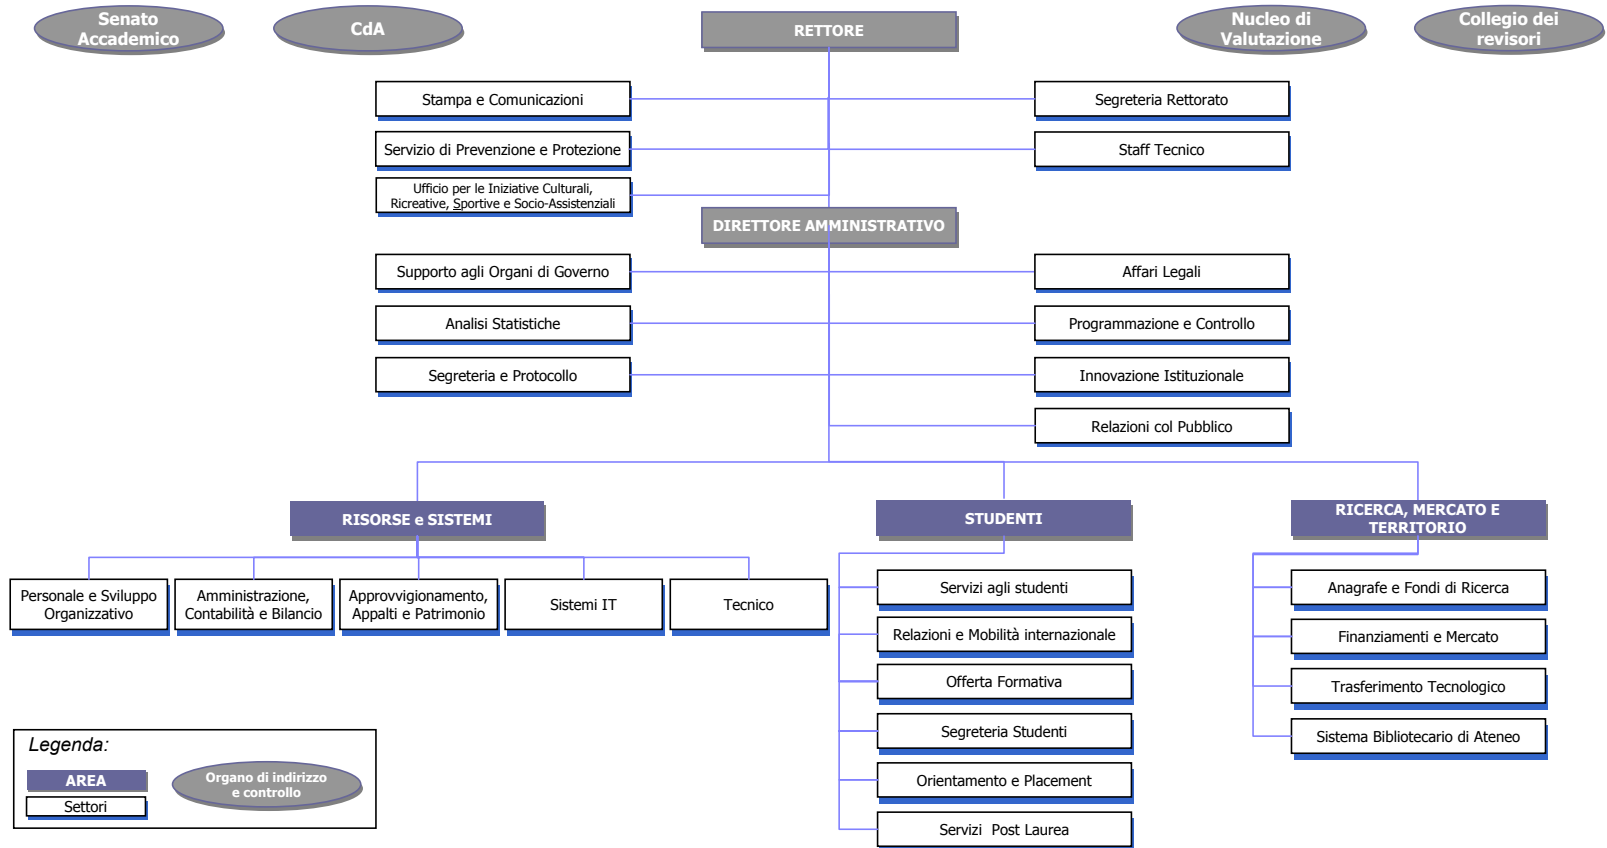 Senato
Accademico
CdA
RETTORE
Nucleo di
Valutazione
Collegio dei
revisori
Stampa e Comunicazioni
Segreteria Rettorato
Servizio di Prevenzione e Protezione
Staff Tecnico
Ufficio per le Iniziative Culturali,
Ricreative, Sportive e Socio-Assistenziali
DIRETTORE AMMINISTRATIVO
Supporto agli Organi di Governo
Affari Legali
Analisi Statistiche
Programmazione e Controllo
Segreteria e Protocollo
Innovazione Istituzionale
Relazioni col Pubblico
RISORSE e SISTEMI
STUDENTI
RICERCA, MERCATO E
TERRITORIO
Personale e Sviluppo
Organizzativo
Amministrazione,
Contabilità e Bilancio
Approvvigionamento,
Appalti e Patrimonio
Sistemi IT
Tecnico
Servizi agli studenti
Relazioni e Mobilità internazionale
Offerta Formativa
Segreteria Studenti
Orientamento e Placement
Servizi  Post Laurea
Anagrafe e Fondi di Ricerca
Finanziamenti e Mercato
Trasferimento Tecnologico
Sistema Bibliotecario di Ateneo
Legenda:
AREA
Settori
Organo di indirizzo
e controllo